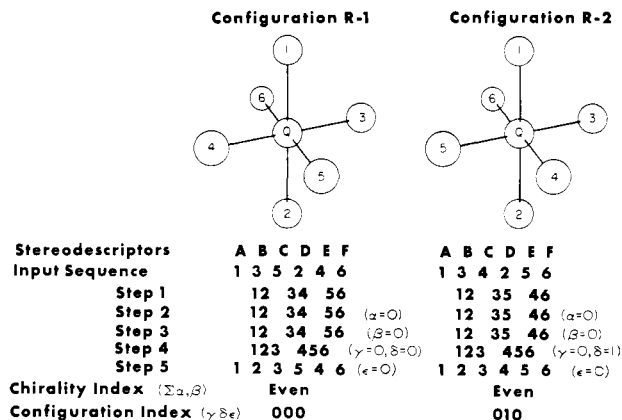 Configuration R-1 Configuration R-2
1 1
6 6
Q 3 Q 3
4 5
5 4
2 2
Stereodescriptors A B C D E F A B C D E F
Input Sequence 1 3 5 2 4 6 1 3 4 2 5 6
Step 1 12 34 56 12 35 46
Step 2 12 34 56 (α=0) 12 35 46 (α=0)
Step 3 12 34 56 (β=0) 12 35 46 (β=0)
Step 4 123 456 (γ=0,δ=0) 123 456 (γ=0,δ=1)
Step 5 1 2 3 5 4 6 (ϵ=0) 1 2 3 4 5 6 (ϵ=0)
Chirality Index (Σα,β) Even Even
Configuration Index (γδϵ) 000 010